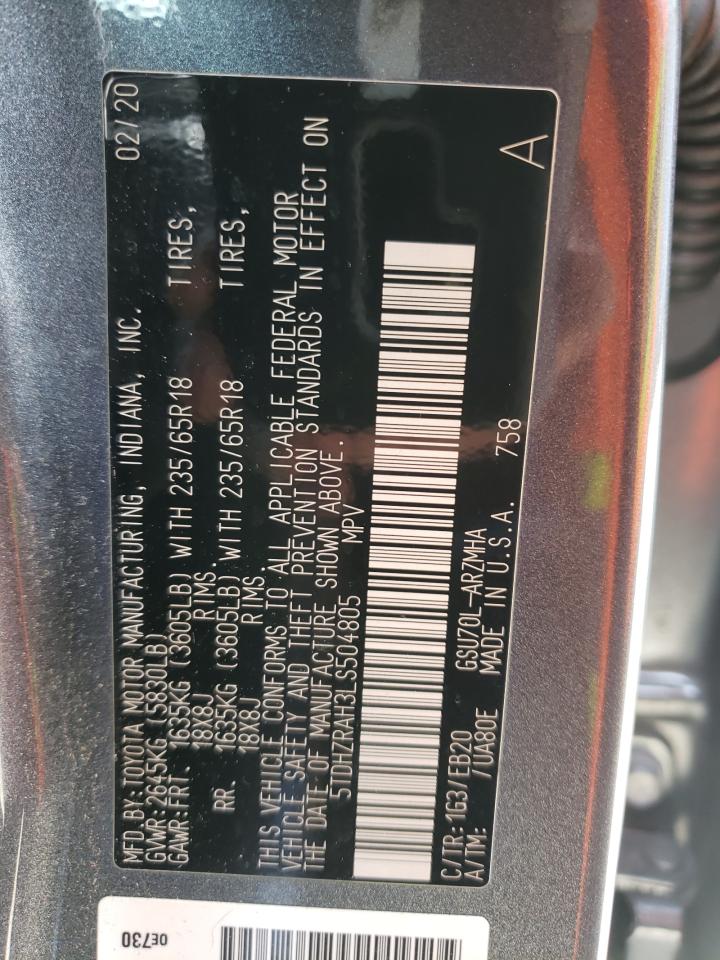 MFD.BY:TOYOTA MOTOR MANUFACTURING, INDIANA, INC. 02/20
GVWR:2645KG (5830LB)
GAWR:FRT. 1635KG (3605LB) WITH 235/65R18 TIRES,
18X8J RIMS.
RR. 1635KG (3605LB) WITH 235/65R18 TIRES,
18X8J RIMS.
THIS VEHICLE CONFORMS TO ALL APPLICABLE FEDERAL MOTOR
VEHICLE SAFETY AND THEFT PREVENTION STANDARDS IN EFFECT ON
THE DATE OF MANUFACTURE SHOWN ABOVE.
5TDHZRAH3LS504805 MPV
C/TR:1G3/EB20 GSU70L-ARZMHA
A/TM: /UA80E MADE IN U.S.A. 758
A
0E730